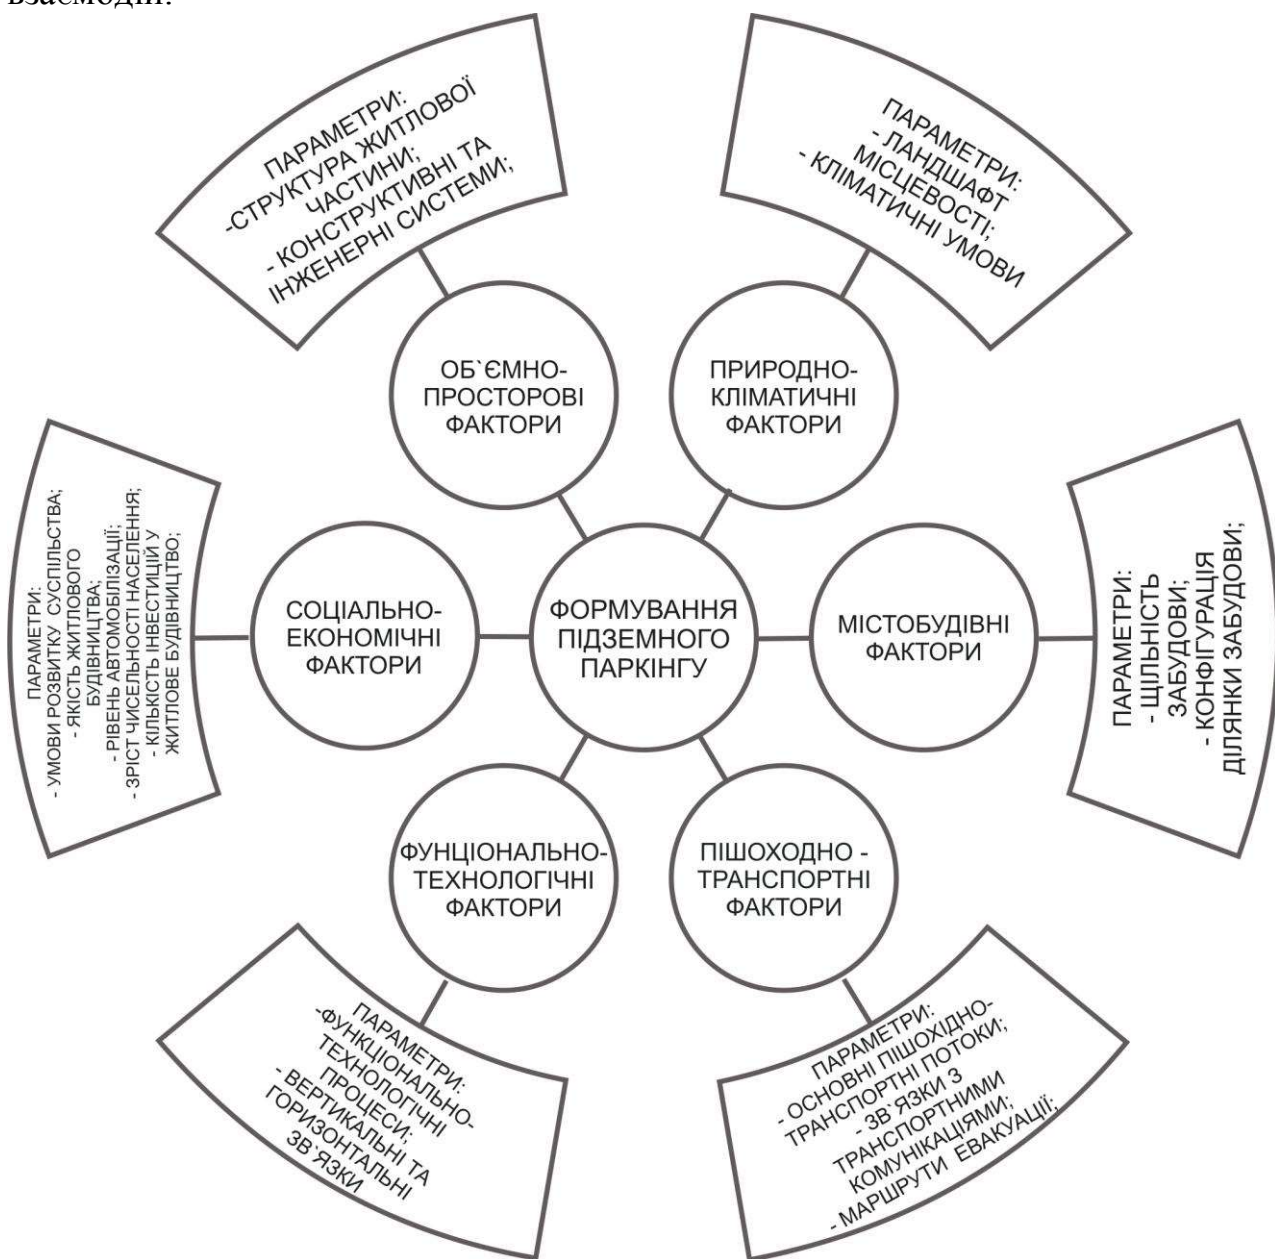 взаємодій.
ПАРАМЕТРИ:
-СТРУКТУРА ЖИТЛОВОЇ
ЧАСТИНИ;
- КОНСТРУКТИВНІ ТА
ІНЖЕНЕРНІ СИСТЕМИ;
ПАРАМЕТРИ:
- ЛАНДШАФТ
МІСЦЕВОСТІ;
- КЛІМАТИЧНІ УМОВИ
ОБ`ЄМНО-
ПРОСТОРОВІ
ФАКТОРИ
ПРИРОДНО-
КЛІМАТИЧНІ
ФАКТОРИ
ПАРАМЕТРИ:
- УМОВИ РОЗВИТКУ СУСПІЛЬСТВА;
- ЯКІСТЬ ЖИТЛОВОГО
БУДІВНИЦТВА;
- РІВЕНЬ АВТОМОБІЛІЗАЦІЇ;
- ЗРІСТ ЧИСЕЛЬНОСТІ НАСЕЛЕННЯ;
- КІЛЬКІСТЬ ІНВЕСТИЦІЙ У
ЖИТЛОВЕ БУДІВНИЦТВО;
СОЦІАЛЬНО-
ЕКОНОМІЧНІ
ФАКТОРИ
ФОРМУВАННЯ
ПІДЗЕМНОГО
ПАРКІНГУ
МІСТОБУДІВНІ
ФАКТОРИ
ПАРАМЕТРИ:
- ЩІЛЬНІСТЬ
ЗАБУДОВИ;
- КОНФІГУРАЦІЯ
ДІЛЯНКИ ЗАБУДОВИ;
ФУНЦІОНАЛЬНО-
ТЕХНОЛОГІЧНІ
ФАКТОРИ
ПІШОХОДНО -
ТРАНСПОРТНІ
ФАКТОРИ
ПАРАМЕТРИ:
-ФУНКЦІОНАЛЬНО-
ТЕХНОЛОГІЧНІ
ПРОЦЕСИ;
- ВЕРТИКАЛЬНІ ТА
ГОРИЗОНТАЛЬНІ
ЗВ`ЯЗКИ
ПАРАМЕТРИ:
- ОСНОВНІ ПІШОХІДНО-
ТРАНСПОРТНІ ПОТОКИ;
- ЗВ`ЯЗКИ З
ТРАНСПОРТНИМИ
КОМУНІКАЦІЯМИ;
- МАРШРУТИ ЕВАКУАЦІЇ;